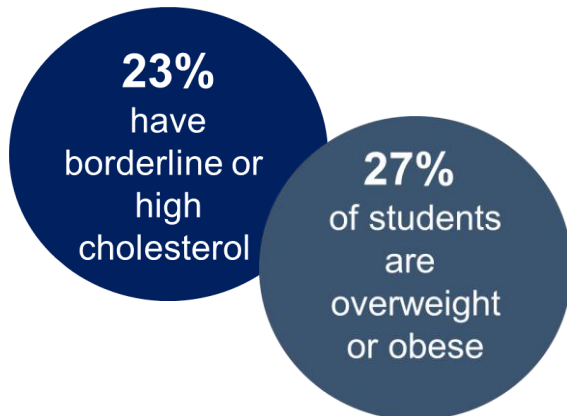 23%
have
borderline or
high
cholesterol
27%
of students
are
overweight
or obese